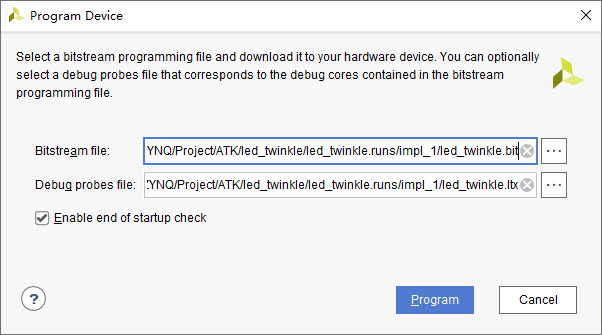 Program Device
Select a bitstream programming file and download it to your hardware device. You can optionally
select a debug probes file that corresponds to the debug cores contained in the bitstream
programming file.
Bitstream file: YNQ/Project/ATK/led_twinkle/led_twinkle.runs/impl_1/led_twinkle.bit ···
Debug probes file: ZYNQ/Project/ATK/led_twinkle/led_twinkle.runs/impl_1/led_twinkle.ltx ···
Enable end of startup check
? Program Cancel